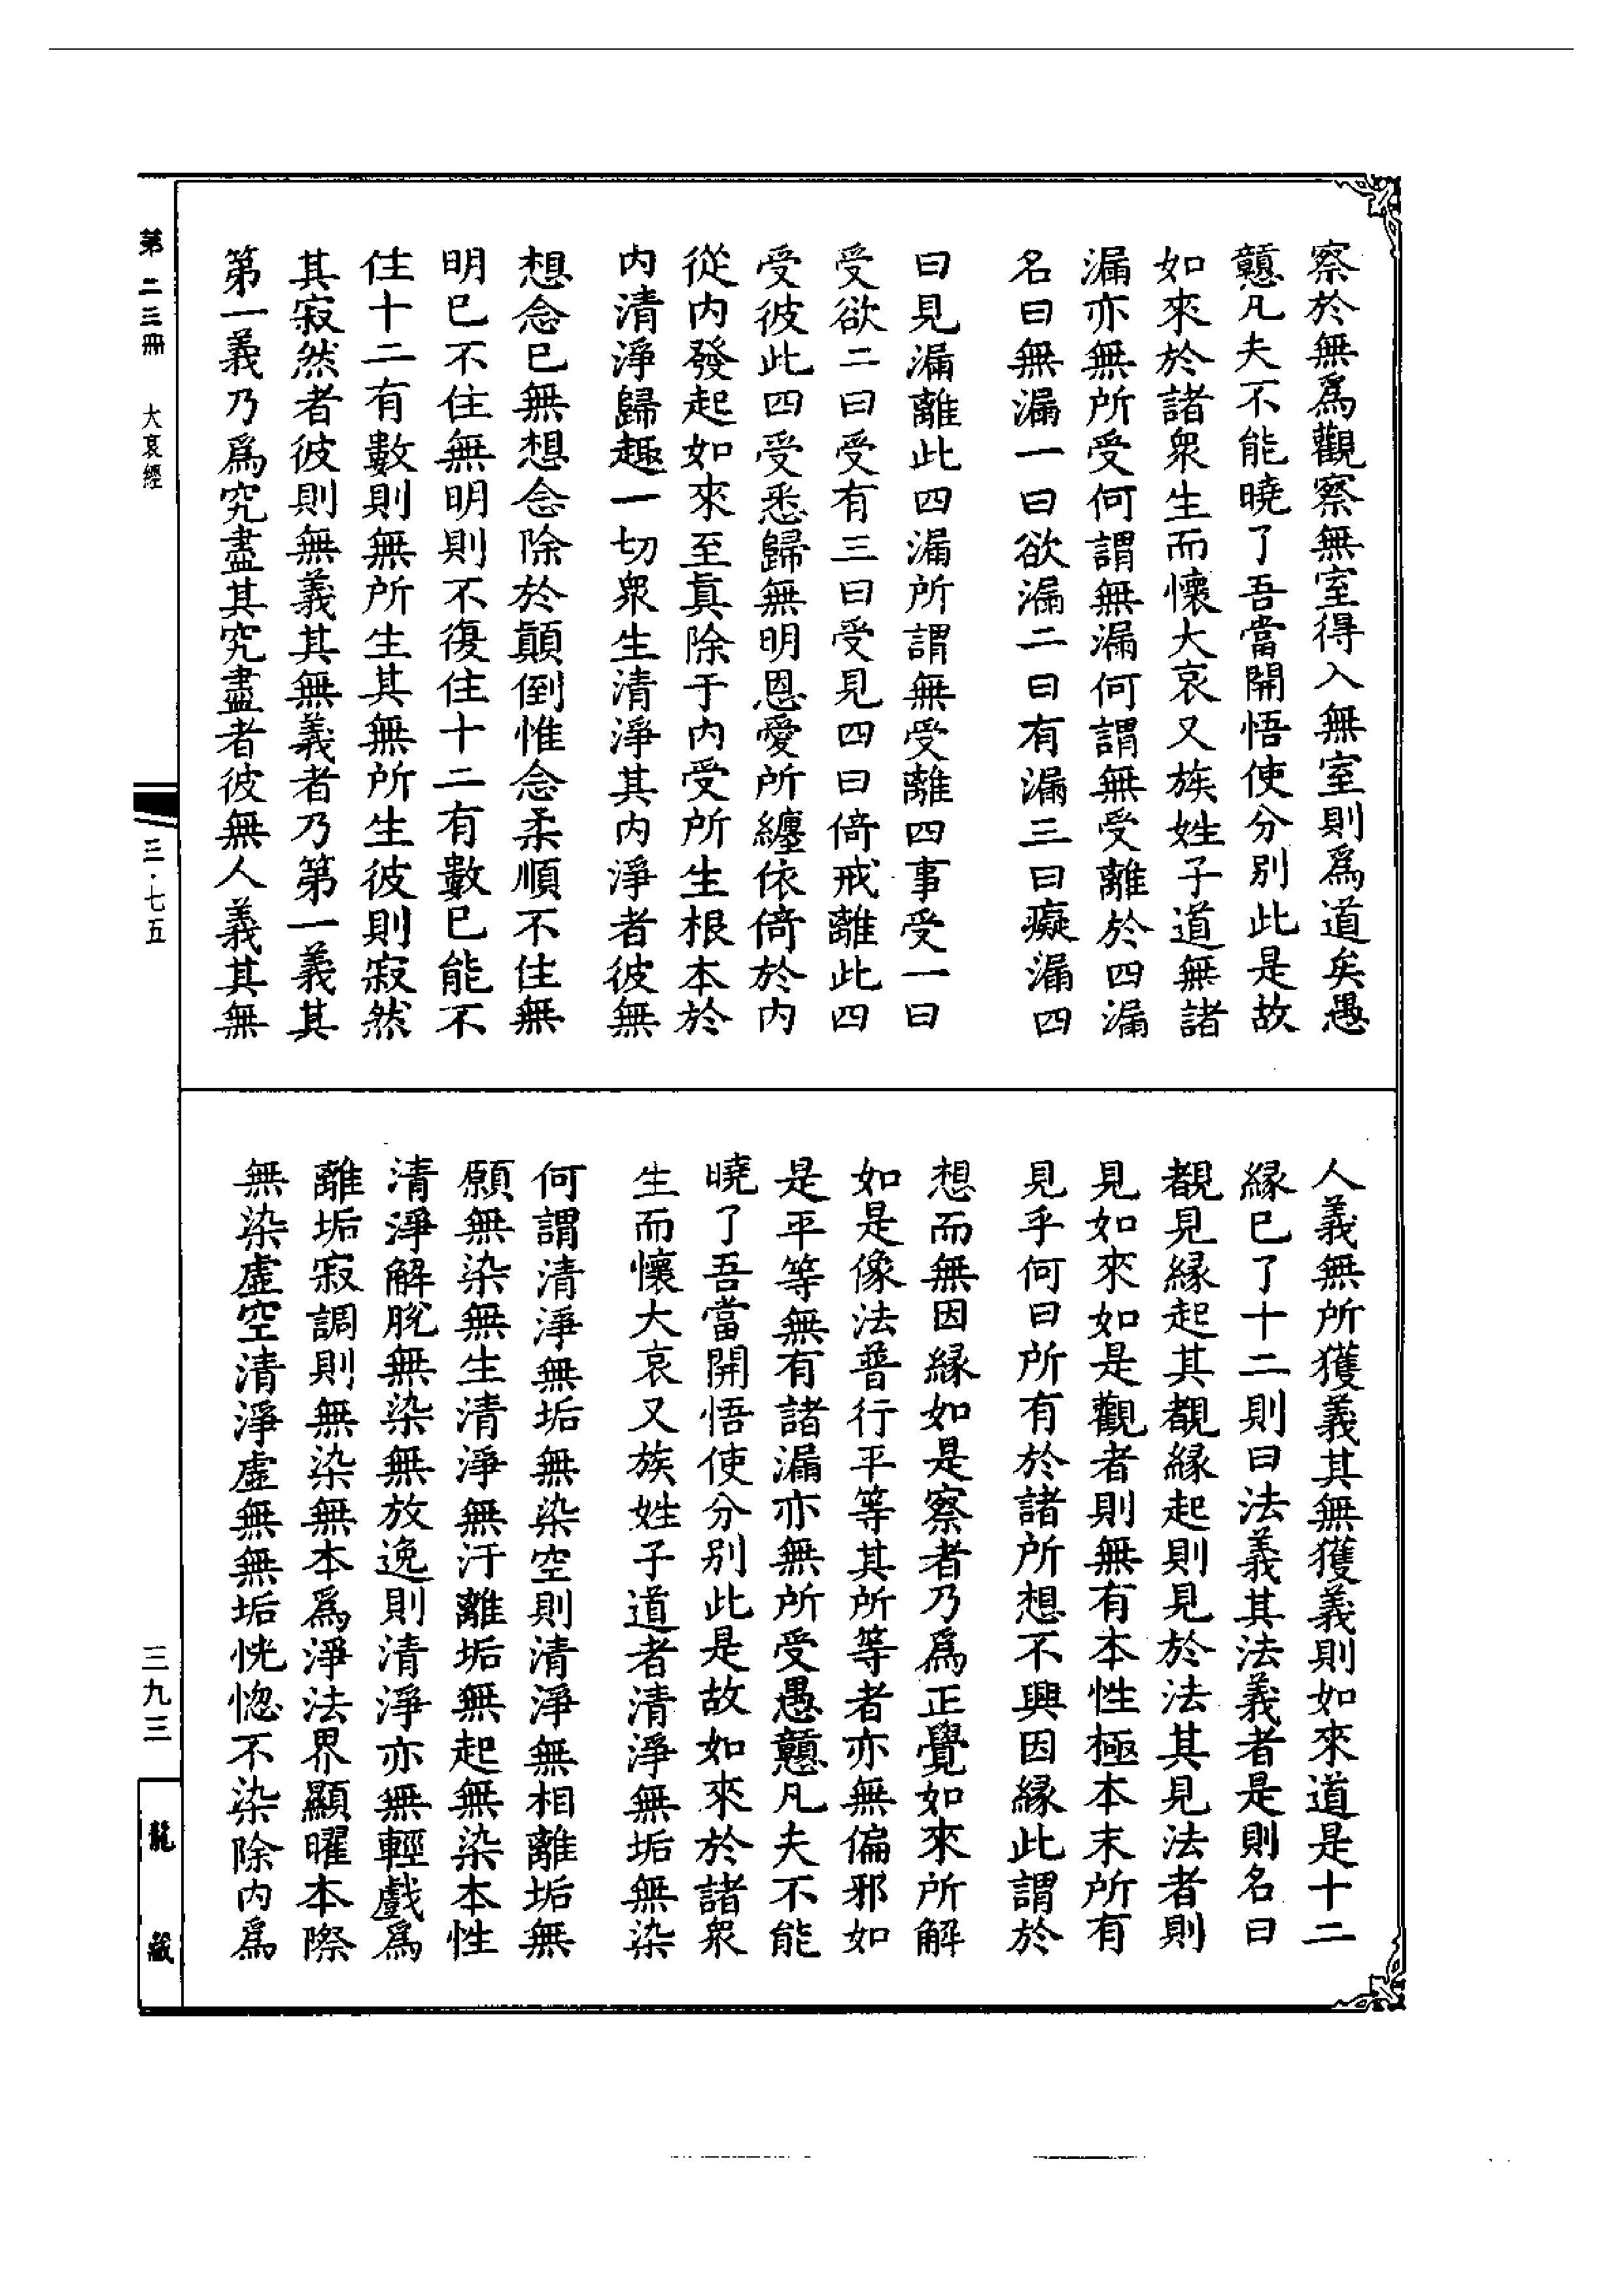 察於無爲觀察無室得入無室則爲道矣愚
戇凡夫不能曉了吾當開悟使分別此是故
如來於諸衆生而懷大哀又族姓子道無諸
漏亦無所受何謂無漏何謂無受離於四漏
名曰無漏一曰欲漏二曰有漏三曰癡漏四
曰見漏離此四漏所謂無受離四事受一曰
受欲二曰受有三曰受見四曰倚戒離此四
受彼此四受悉歸無明恩愛所纏依倚於内
從内發起如來至眞除于内受所生根本於
内清淨歸趣一切衆生清淨其内淨者彼無
想念已無想念除於顛倒惟念柔順不住無
明已不住無明則不復住十二有數已能不
住十二有數則無所生其無所生彼則寂然
其寂然者彼則無義其無義者乃第一義其
第一義乃爲究盡其究盡者彼無人義其無
人義無所獲義其無獲義則如來道是十二
緣已了十二則曰法義其法義者是則名曰
覩見緣起其覩緣起則見於法其見法者則
見如來如是觀者則無有本性極本末所有
見乎何曰所有於諸所想不興因緣此謂於
想而無因緣如是察者乃爲正覺如來所解
如是像法普行平等其所等者亦無偏邪如
是平等無有諸漏亦無所受愚戇凡夫不能
曉了吾當開悟使分別此是故如來於諸衆
生而懷大哀又族姓子道者清淨無垢無染
何謂清淨無垢無染空則清淨無相離垢無
願無染無生清淨無汙離垢無起無染本性
清淨解脫無染無放逸則清淨亦無輕戲爲
離垢寂調則無染無本爲淨法界顯曜本際
無染虛空清淨虛無無垢恍惚不染除内爲
第二三冊 大哀經
三·七五
三九三
龍藏